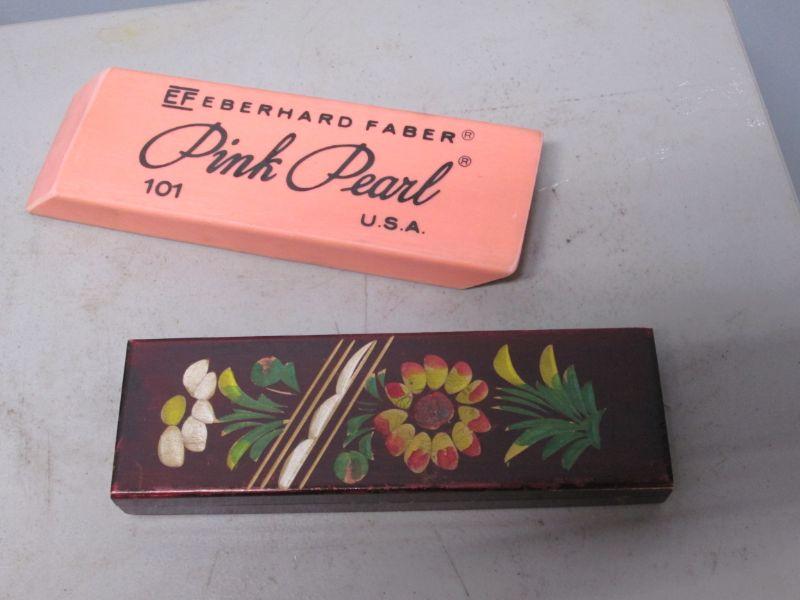 EF EBERHARD FABER®
Pink Pearl®
101
U.S.A.